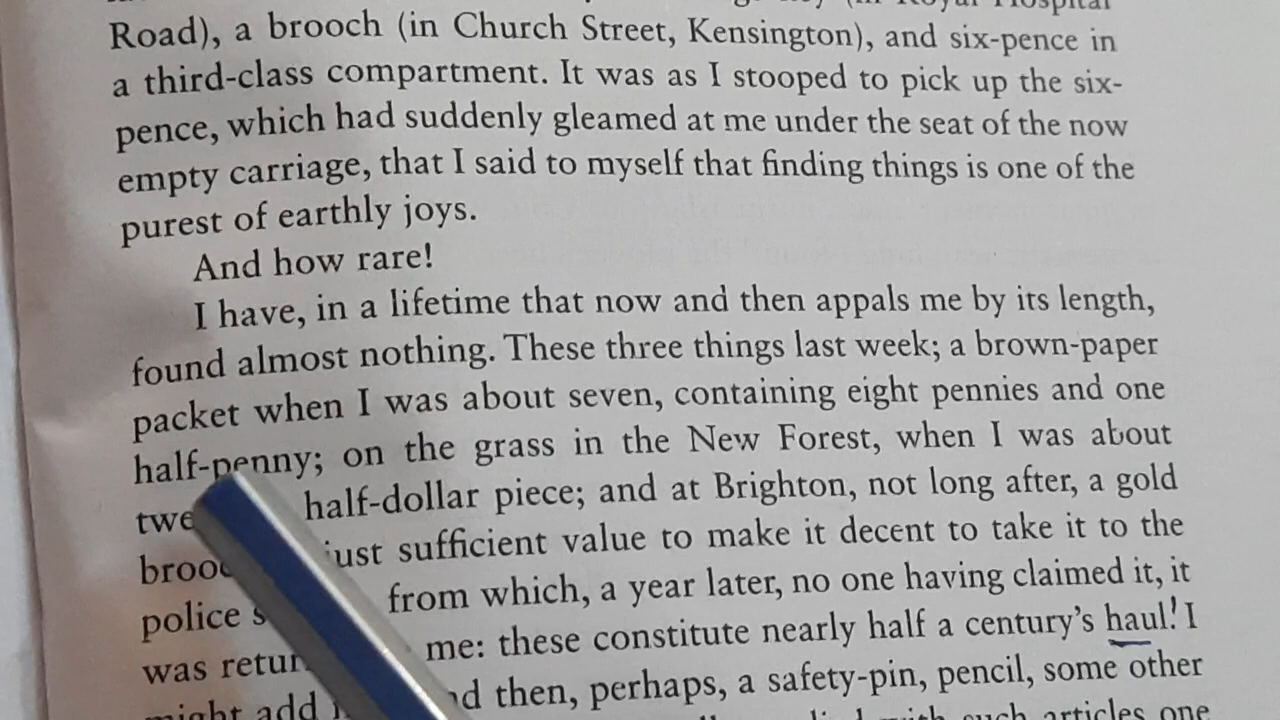 Road), a brooch (in Church Street, Kensington), and six-pence in
a third-class compartment. It was as I stooped to pick up the six-
pence, which had suddenly gleamed at me under the seat of the now
empty carriage, that I said to myself that finding things is one of the
purest of earthly joys.
And how rare!
I have, in a lifetime that now and then appals me by its length,
found almost nothing. These three things last week; a brown-paper
packet when I was about seven, containing eight pennies and one
half-penny; on the grass in the New Forest, when I was about
half-dollar piece; and at Brighton, not long after, a gold
just sufficient value to make it decent to take it to the
police from which, a year later, no one having claimed it, it
was me: these constitute nearly half a century's haul! I
might add then, perhaps, a safety-pin, pencil, some other
such articles one